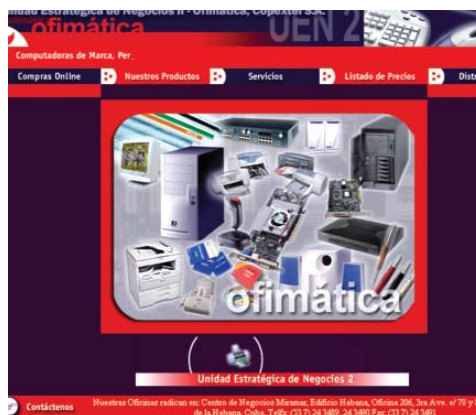 nidad Estratégica de Negocios II - Ofimática, Copextel S.A.
ofimática
UEN 2
Computadoras de Marca, Per_
Compras Online
Nuestros Productos
Servicios
Listado de Precios
Distr
ofimática
Unidad Estratégica de Negocios 2
Contáctenos
Nuestras Oficinas radican en: Centro de Negocios Miramar, Edificio Habana, Oficina 206, 3ra Ave. e/ 78 y
de la Habana, Cuba. Telfs: (53 7) 24 3489, 24 3490 Fax: (53 7) 24 3491